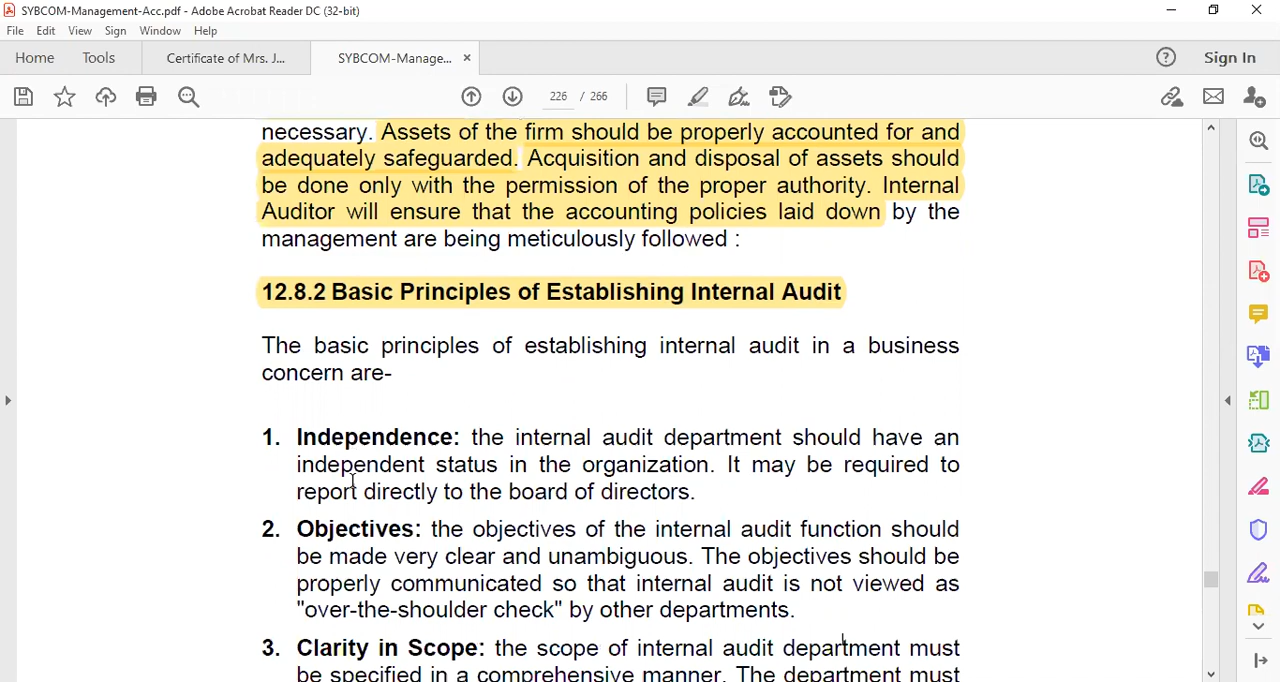 SYBCOM-Management-Acc.pdf - Adobe Acrobat Reader DC (32-bit)
File Edit View Sign Window Help
Home Tools Certificate of Mrs. J... SYBCOM-Manage... × Sign In
226 / 266
necessary. Assets of the firm should be properly accounted for and
adequately safeguarded. Acquisition and disposal of assets should
be done only with the permission of the proper authority. Internal
Auditor will ensure that the accounting policies laid down by the
management are being meticulously followed :
12.8.2 Basic Principles of Establishing Internal Audit
The basic principles of establishing internal audit in a business
concern are-
1. Independence: the internal audit department should have an
independent status in the organization. It may be required to
report directly to the board of directors.
2. Objectives: the objectives of the internal audit function should
be made very clear and unambiguous. The objectives should be
properly communicated so that internal audit is not viewed as
"over-the-shoulder check" by other departments.
3. Clarity in Scope: the scope of internal audit department must
be specified in a comprehensive manner. The department must